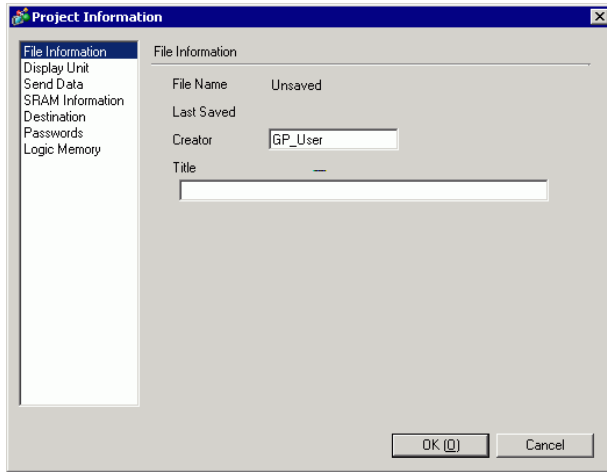 Project Information
File Information
Display Unit
Send Data
SRAM Information
Destination
Passwords
Logic Memory
File Information
File Name Unsaved
Last Saved
Creator GP_User
Title
OK (O) Cancel